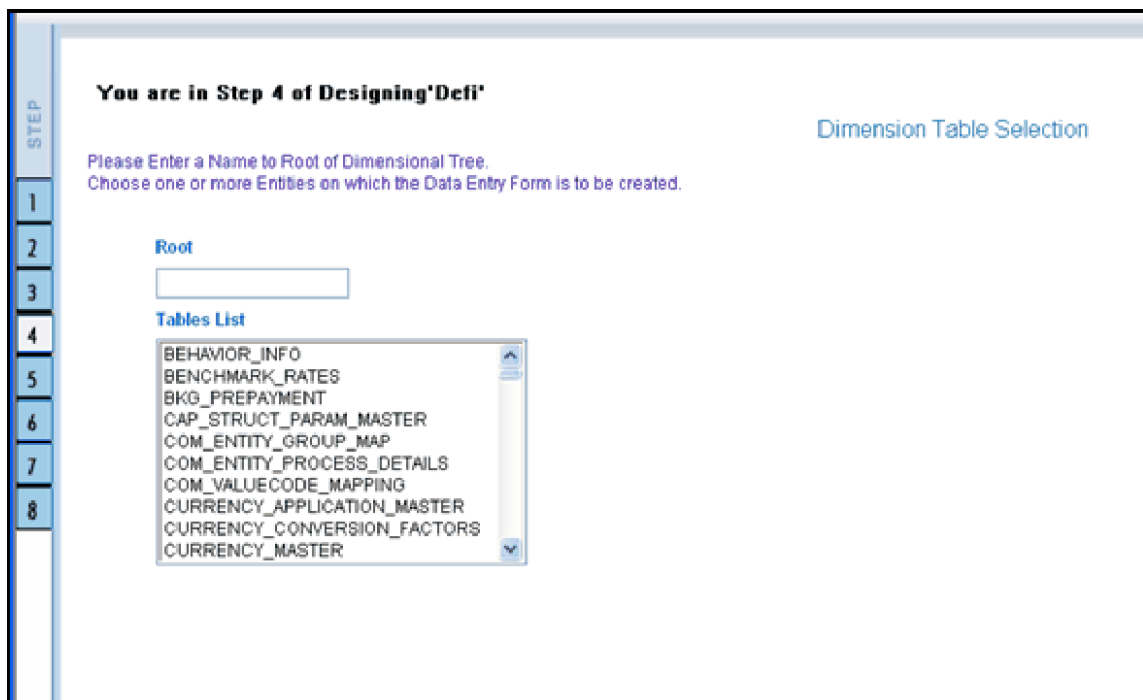 STEP
1
2
3
4
5
6
7
8
You are in Step 4 of Designing'Defi'
Dimension Table Selection
Please Enter a Name to Root of Dimensional Tree.
Choose one or more Entities on which the Data Entry Form is to be created.
Root
Tables List
BEHAVIOR_INFO
BENCHMARK_RATES
BKG_PREPAYMENT
CAP_STRUCT_PARAM_MASTER
COM_ENTITY_GROUP_MAP
COM_ENTITY_PROCESS_DETAILS
COM_VALUECODE_MAPPING
CURRENCY_APPLICATION_MASTER
CURRENCY_CONVERSION_FACTORS
CURRENCY_MASTER